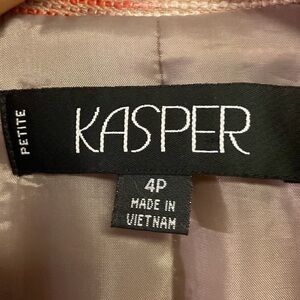 PETITE
KASPER
4P
MADE IN
VIETNAM